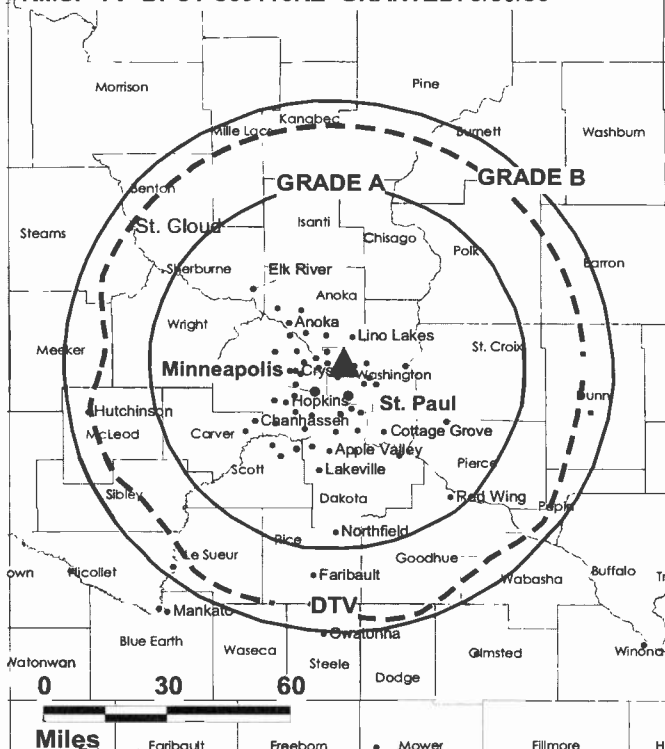 Morrison
Pine
Kanabec
Mille Lacs
Burnett
Washburn
GRADE A
GRADE B
Benton
St. Cloud
Isanti
Stearns
Chisago
Polk
Barron
Sherburne
Elk River
Anoka
Wright
Anoka
Lino Lakes
Meeker
St. Croix
Minneapolis
Crys
Washington
Dunn
Hopkins
St. Paul
Hutchinson
McLeod
Carver
Chanhassen
Cottage Grove
Apple Valley
Scott
Lakeville
Pierce
Sibley
Dakota
Red Wing
Pepin
Rice
Northfield
Le Sueur
Goodhue
own
Nicollet
Faribault
Wabasha
Buffalo
Tr
DTV
Mankato
Owatonna
Blue Earth
Waseca
Steele
Olmsted
Winona
Watonwan
Dodge
0 30 60
Miles
Faribault
Freeborn
Mower
Fillmore
H